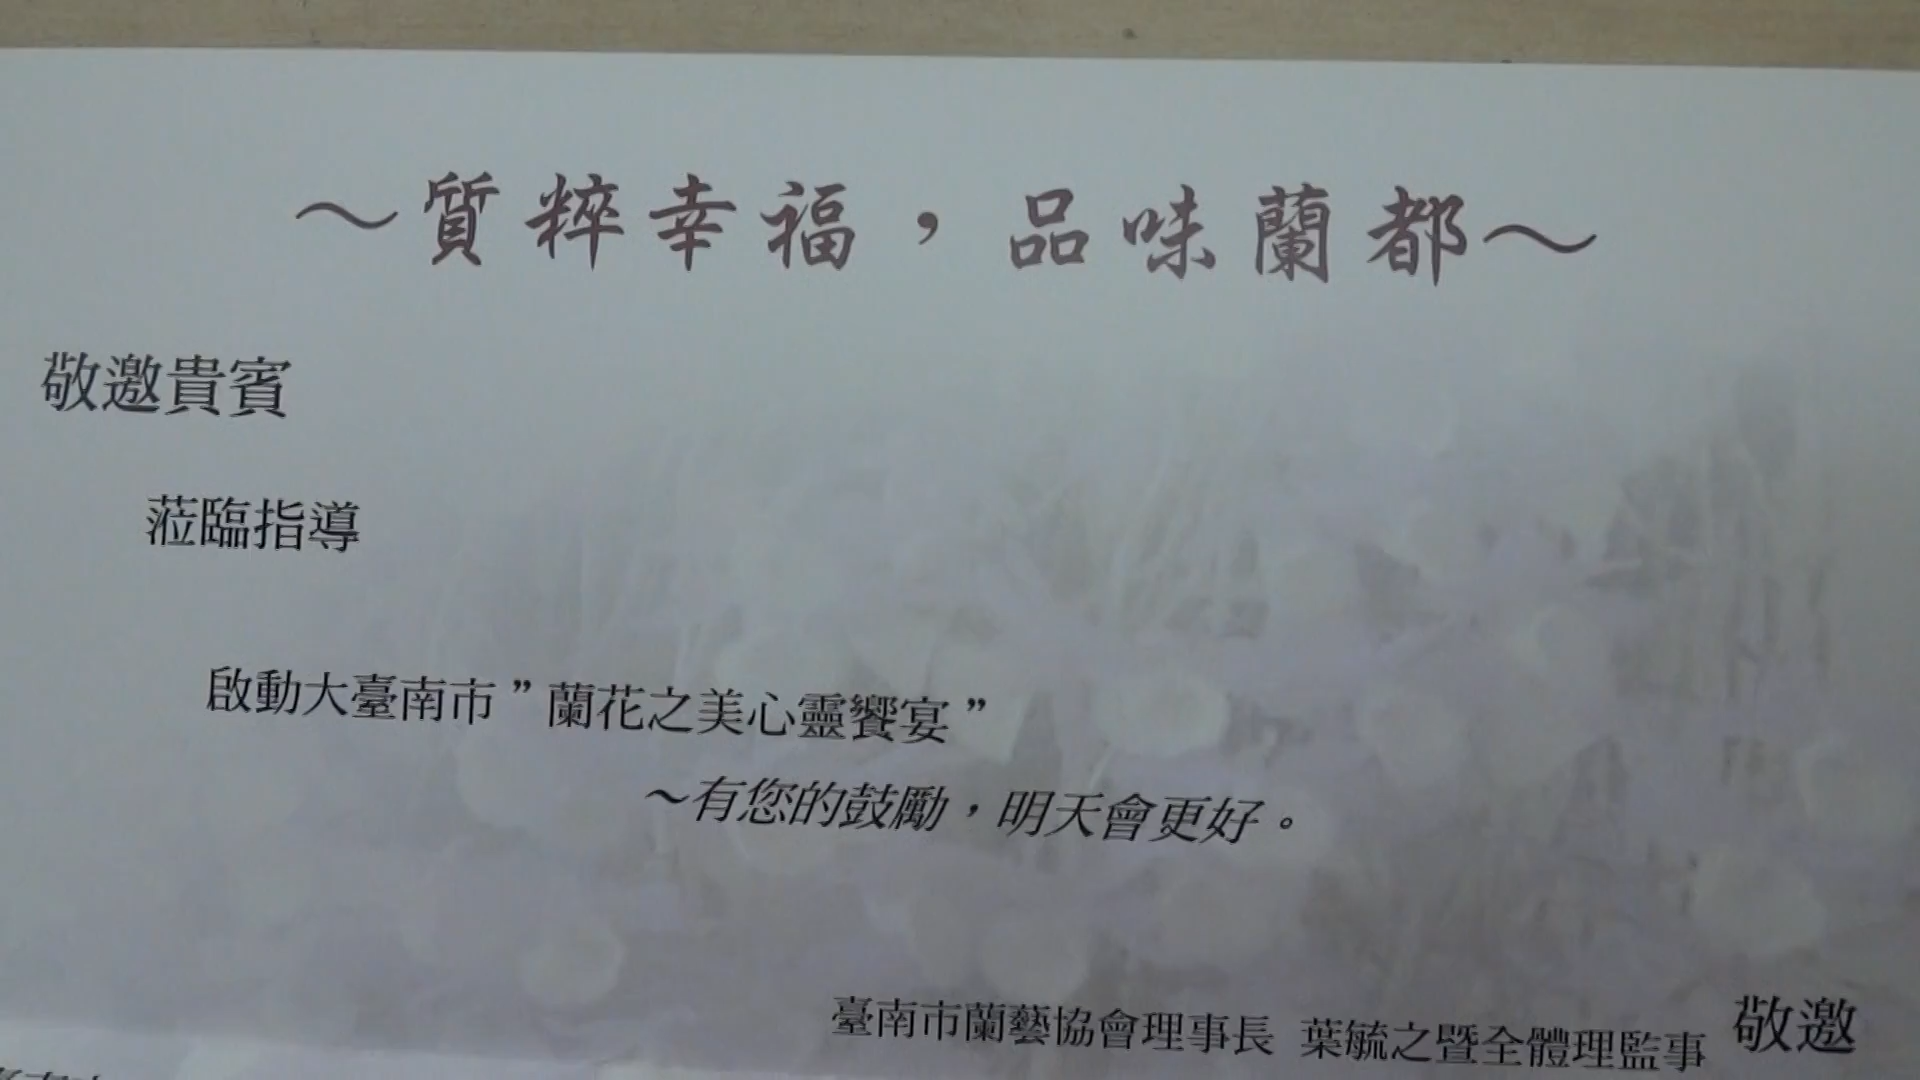 ～質粹幸福，品味蘭都～
敬邀貴賓
蒞臨指導
啟動大臺南市”蘭花之美心靈饗宴”
～有您的鼓勵，明天會更好。
臺南市蘭藝協會理事長 葉毓之暨全體理監事 敬邀